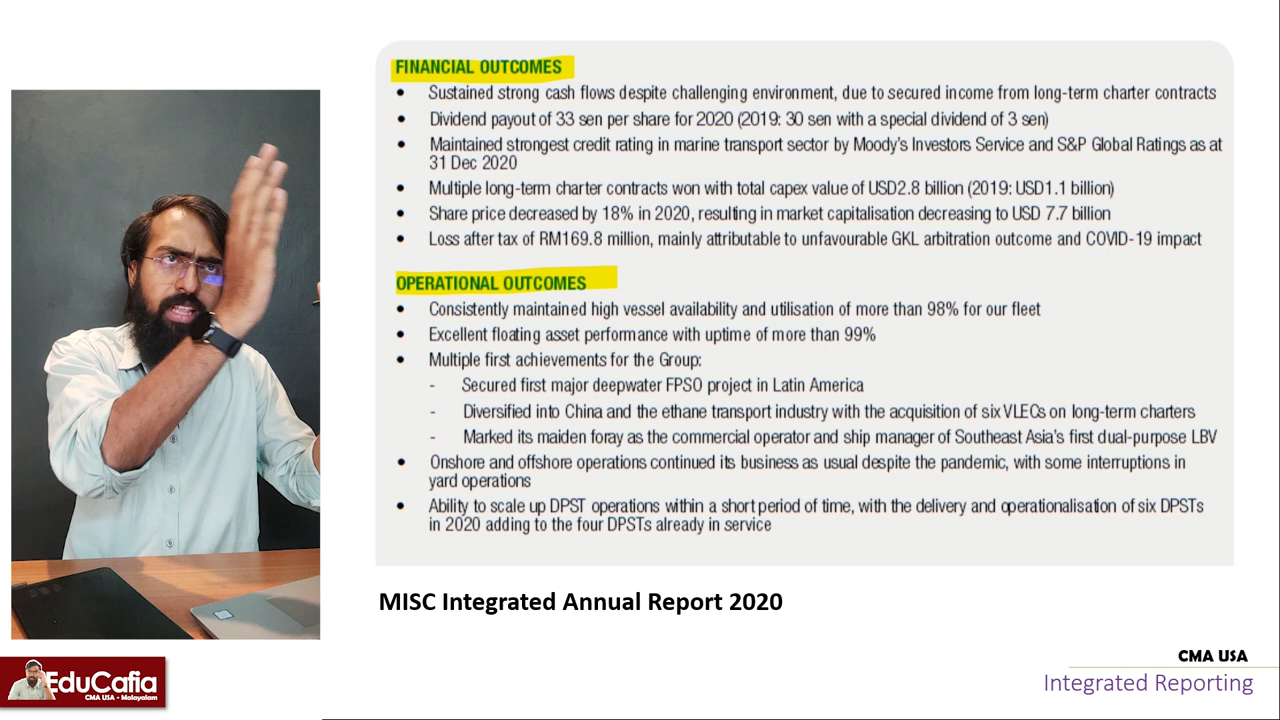 FINANCIAL OUTCOMES
• Sustained strong cash flows despite challenging environment, due to secured income from long-term charter contracts
• Dividend payout of 33 sen per share for 2020 (2019: 30 sen with a special dividend of 3 sen)
• Maintained strongest credit rating in marine transport sector by Moody's Investors Service and S&P Global Ratings as at
31 Dec 2020
• Multiple long-term charter contracts won with total capex value of USD2.8 billion (2019: USD1.1 billion)
• Share price decreased by 18% in 2020, resulting in market capitalisation decreasing to USD 7.7 billion
• Loss after tax of RM169.8 million, mainly attributable to unfavourable GKL arbitration outcome and COVID-19 impact
OPERATIONAL OUTCOMES
• Consistently maintained high vessel availability and utilisation of more than 98% for our fleet
• Excellent floating asset performance with uptime of more than 99%
• Multiple first achievements for the Group:
- Secured first major deepwater FPSO project in Latin America
- Diversified into China and the ethane transport industry with the acquisition of six VLECs on long-term charters
- Marked its maiden foray as the commercial operator and ship manager of Southeast Asia's first dual-purpose LBV
• Onshore and offshore operations continued its business as usual despite the pandemic, with some interruptions in
yard operations
• Ability to scale up DPST operations within a short period of time, with the delivery and operationalisation of six DPSTs
in 2020 adding to the four DPSTs already in service
MISC Integrated Annual Report 2020
CMA USA
Integrated Reporting
EduCafia
CMA USA - Malayalam